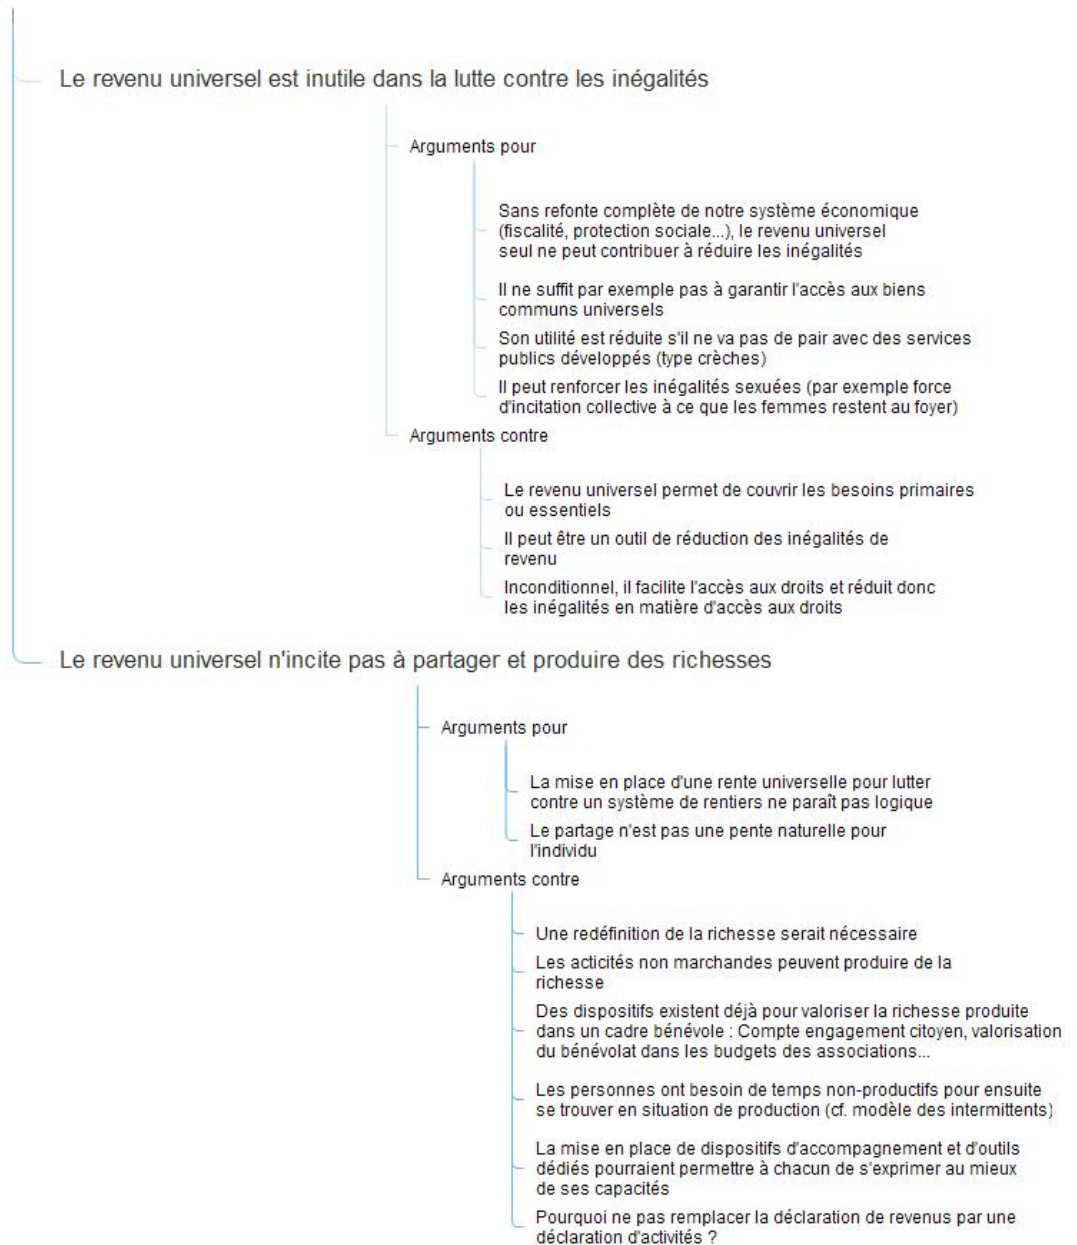 Le revenu universel est inutile dans la lutte contre les inégalités
Arguments pour
Sans refonte complète de notre système économique
(fiscalité, protection sociale...), le revenu universel
seul ne peut contribuer à réduire les inégalités
Il ne suffit par exemple pas à garantir l'accès aux biens
communs universels
Son utilité est réduite s'il ne va pas de pair avec des services
publics développés (type crèches)
Il peut renforcer les inégalités sexuées (par exemple force
d'incitation collective à ce que les femmes restent au foyer)
Arguments contre
Le revenu universel permet de couvrir les besoins primaires
ou essentiels
Il peut être un outil de réduction des inégalités de
revenu
Inconditionnel, il facilite l'accès aux droits et réduit donc
les inégalités en matière d'accès aux droits
Le revenu universel n'incite pas à partager et produire des richesses
Arguments pour
La mise en place d'une rente universelle pour lutter
contre un système de rentiers ne paraît pas logique
Le partage n'est pas une pente naturelle pour
l'individu
Arguments contre
Une redéfinition de la richesse serait nécessaire
Les acticités non marchandes peuvent produire de la
richesse
Des dispositifs existent déjà pour valoriser la richesse produite
dans un cadre bénévole : Compte engagement citoyen, valorisation
du bénévolat dans les budgets des associations...
Les personnes ont besoin de temps non-productifs pour ensuite
se trouver en situation de production (cf. modèle des intermittents)
La mise en place de dispositifs d'accompagnement et d'outils
dédiés pourraient permettre à chacun de s'exprimer au mieux
de ses capacités
Pourquoi ne pas remplacer la déclaration de revenus par une
déclaration d'activités ?